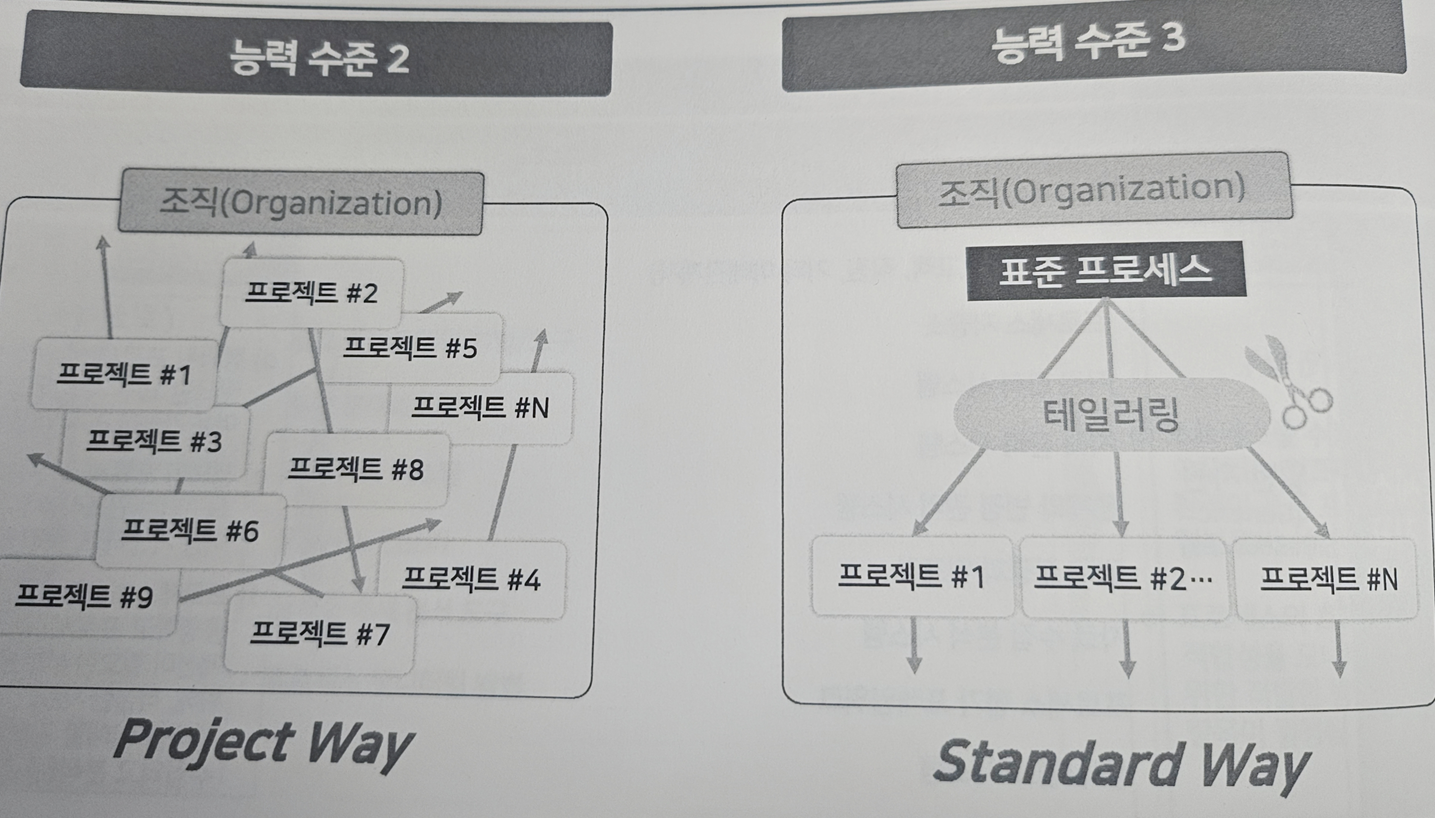 능력 수준 2
조직(Organization)
프로젝트 #2
프로젝트 #5
프로젝트 #1
프로젝트 #N
프로젝트 #3
프로젝트 #8
프로젝트 #6
프로젝트 #4
프로젝트 #9
프로젝트 #7
Project Way
능력 수준 3
조직(Organization)
표준 프로세스
테일러링
프로젝트 #1
프로젝트 #2···
프로젝트 #N
Standard Way